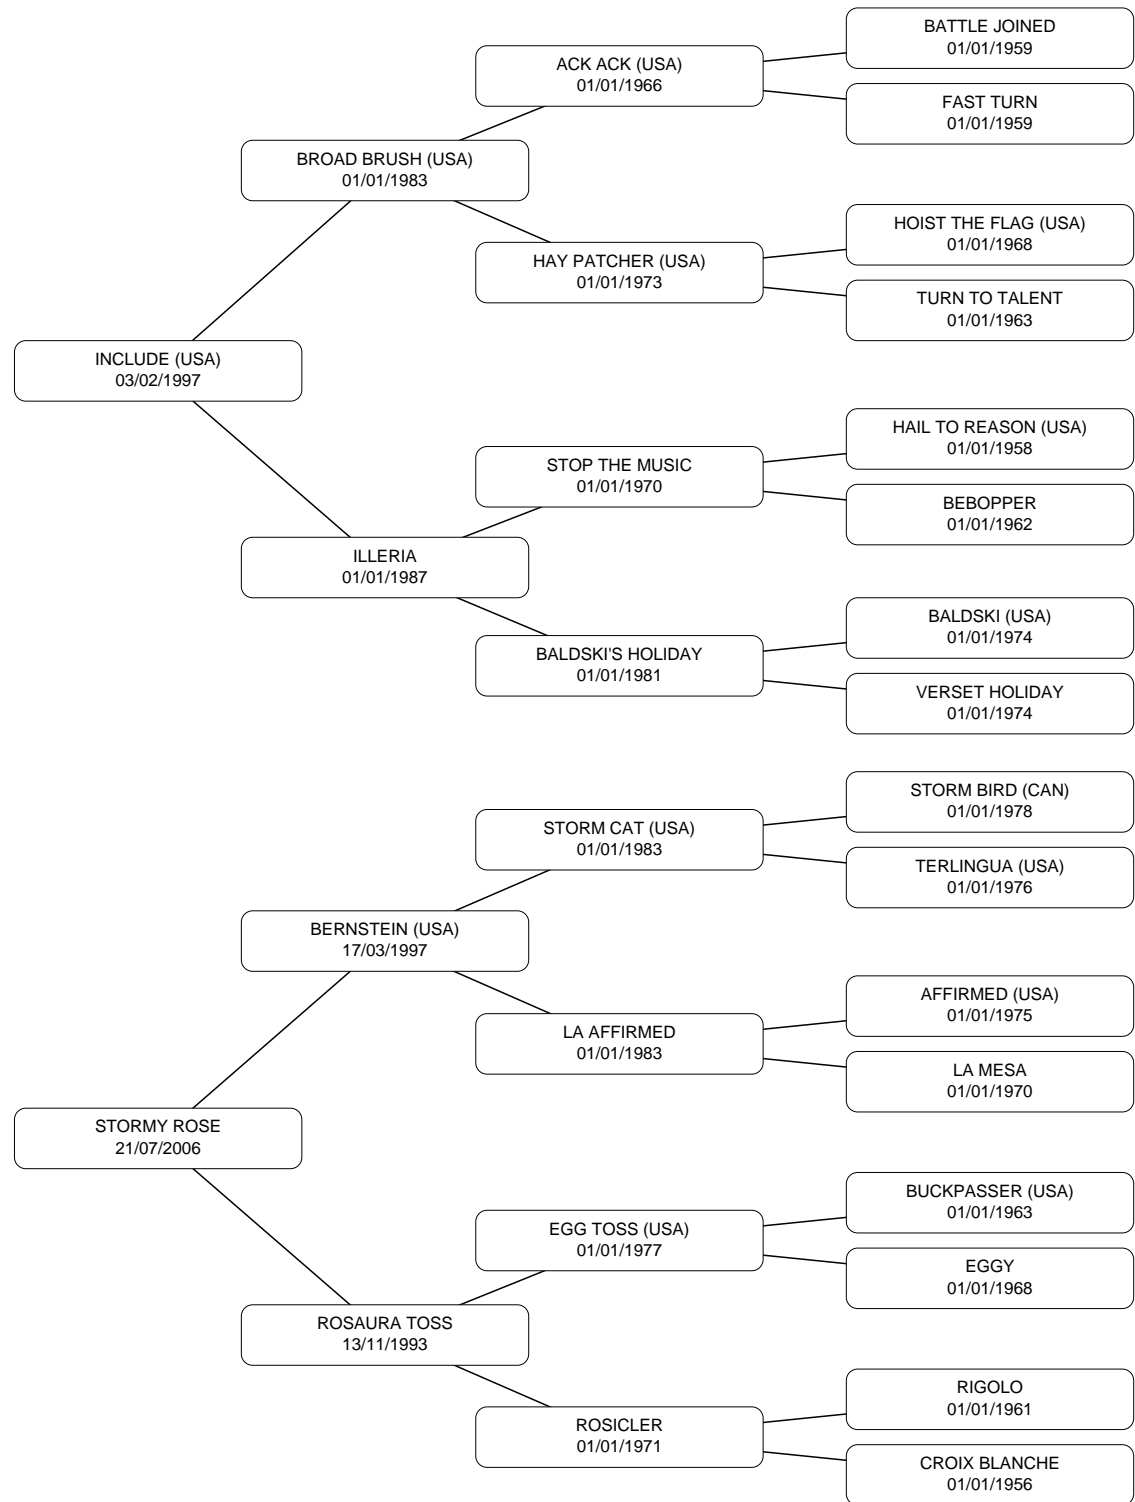 BATTLE JOINED
01/01/1959
ACK ACK (USA)
01/01/1966
FAST TURN
01/01/1959
BROAD BRUSH (USA)
01/01/1983
HOIST THE FLAG (USA)
01/01/1968
HAY PATCHER (USA)
01/01/1973
TURN TO TALENT
01/01/1963
INCLUDE (USA)
03/02/1997
HAIL TO REASON (USA)
01/01/1958
STOP THE MUSIC
01/01/1970
BEBOPPER
01/01/1962
ILLERIA
01/01/1987
BALDSKI (USA)
01/01/1974
BALDSKI'S HOLIDAY
01/01/1981
VERSET HOLIDAY
01/01/1974
STORM BIRD (CAN)
01/01/1978
STORM CAT (USA)
01/01/1983
TERLINGUA (USA)
01/01/1976
BERNSTEIN (USA)
17/03/1997
AFFIRMED (USA)
01/01/1975
LA AFFIRMED
01/01/1983
LA MESA
01/01/1970
STORMY ROSE
21/07/2006
BUCKPASSER (USA)
01/01/1963
EGG TOSS (USA)
01/01/1977
EGGY
01/01/1968
ROSAURA TOSS
13/11/1993
RIGOLO
01/01/1961
ROSICLER
01/01/1971
CROIX BLANCHE
01/01/1956